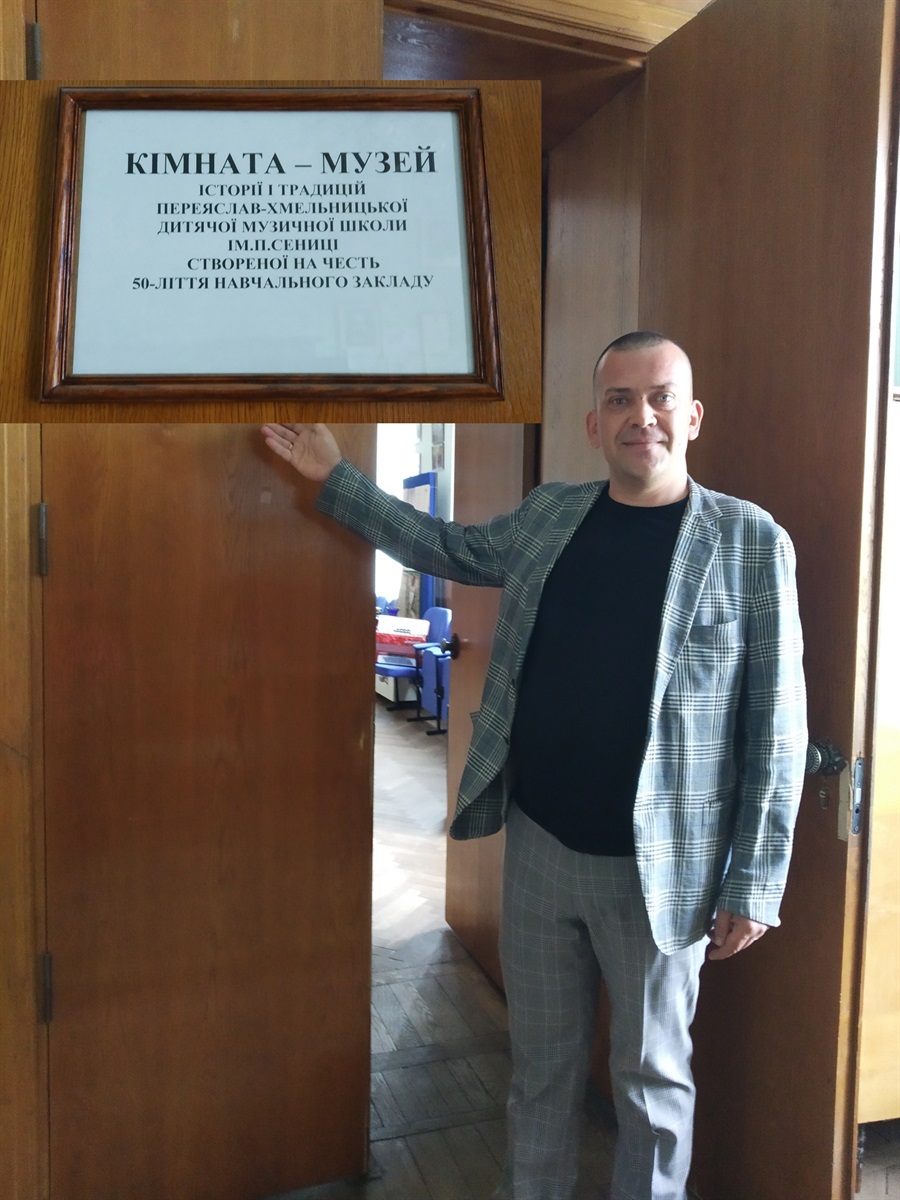 КІМНАТА – МУЗЕЙ
ІСТОРІЇ І ТРАДИЦІЙ
ПЕРЕЯСЛАВ-ХМЕЛЬНИЦЬКОЇ
ДИТЯЧОЇ МУЗИЧНОЇ ШКОЛИ
ІМ.П.СЕНИЦІ
СТВОРЕНОЇ НА ЧЕСТЬ
50-ЛІТТЯ НАВЧАЛЬНОГО ЗАКЛАДУ